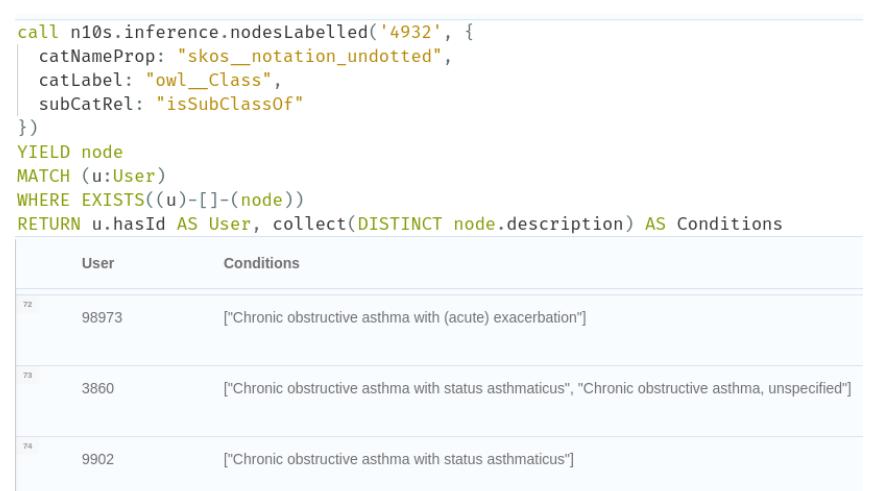 call n10s.inference.nodesLabelled('4932', {
  catNameProp: "skos__notation_undotted",
  catLabel: "owl__Class",
  subCatRel: "isSubClassOf"
})
YIELD node
MATCH (u:User)
WHERE EXISTS((u)-[]-(node))
RETURN u.hasId AS User, collect(DISTINCT node.description) AS Conditions
User Conditions
72
98973 ["Chronic obstructive asthma with (acute) exacerbation"]
73
3860 ["Chronic obstructive asthma with status asthmaticus", "Chronic obstructive asthma, unspecified"]
74
9902 ["Chronic obstructive asthma with status asthmaticus"]